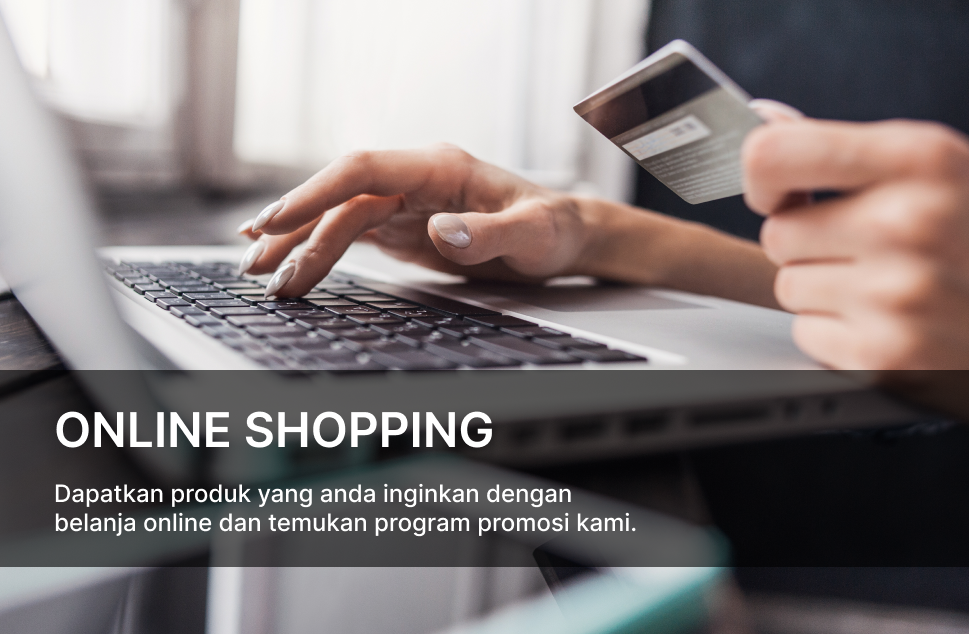 ONLINE SHOPPING
Dapatkan produk yang anda inginkan dengan
belanja online dan temukan program promosi kami.